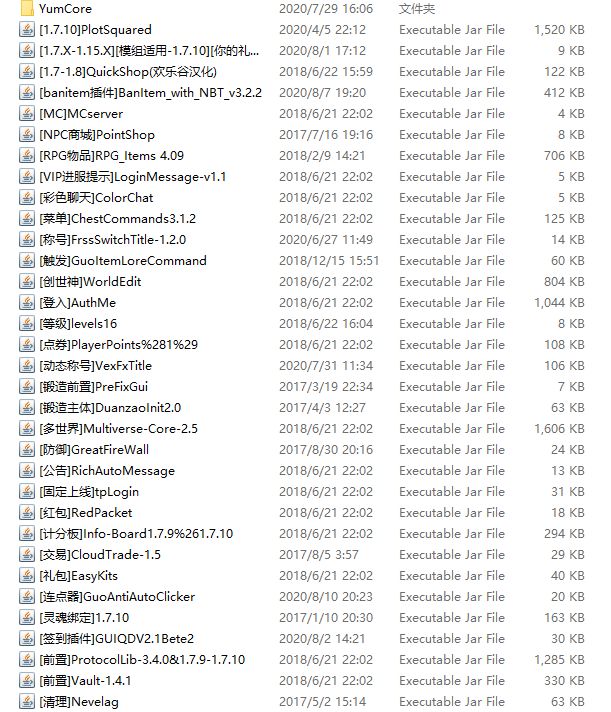 YumCore 2020/7/29 16:06 文件夹
[1.7.10]PlotSquared 2020/4/5 22:12 Executable Jar File 1,520 KB
[1.7.X-1.15.X][模组适用-1.7.10][你的礼... 2020/8/1 17:12 Executable Jar File 9 KB
[1.7-1.8]QuickShop(欢乐谷汉化) 2018/6/22 15:59 Executable Jar File 122 KB
[banitem插件]BanItem_with_NBT_v3.2.2 2020/8/7 19:20 Executable Jar File 412 KB
[MC]MCserver 2018/6/21 22:02 Executable Jar File 4 KB
[NPC商城]PointShop 2017/7/16 19:16 Executable Jar File 8 KB
[RPG物品]RPG_Items 4.09 2018/2/9 14:21 Executable Jar File 706 KB
[VIP进服提示]LoginMessage-v1.1 2018/6/21 22:02 Executable Jar File 5 KB
[彩色聊天]ColorChat 2018/6/21 22:02 Executable Jar File 5 KB
[菜单]ChestCommands3.1.2 2018/6/21 22:02 Executable Jar File 125 KB
[称号]FrssSwitchTitle-1.2.0 2020/6/27 11:49 Executable Jar File 14 KB
[触发]GuoItemLoreCommand 2018/12/15 15:51 Executable Jar File 60 KB
[创世神]WorldEdit 2018/6/21 22:02 Executable Jar File 804 KB
[登入]AuthMe 2018/6/21 22:02 Executable Jar File 1,044 KB
[等级]levels16 2018/6/22 16:04 Executable Jar File 8 KB
[点券]PlayerPoints%281%29 2018/6/21 22:02 Executable Jar File 108 KB
[动态称号]VexFxTitle 2020/7/31 11:34 Executable Jar File 106 KB
[锻造前置]PreFixGui 2017/3/19 22:34 Executable Jar File 7 KB
[锻造主体]DuanzaoInit2.0 2017/4/3 12:27 Executable Jar File 63 KB
[多世界]Multiverse-Core-2.5 2018/6/21 22:02 Executable Jar File 1,606 KB
[防御]GreatFireWall 2017/8/30 20:16 Executable Jar File 24 KB
[公告]RichAutoMessage 2018/6/21 22:02 Executable Jar File 13 KB
[固定上线]tpLogin 2018/6/21 22:02 Executable Jar File 31 KB
[红包]RedPacket 2018/6/21 22:02 Executable Jar File 18 KB
[计分板]Info-Board1.7.9%261.7.10 2018/6/21 22:02 Executable Jar File 294 KB
[交易]CloudTrade-1.5 2017/8/5 3:57 Executable Jar File 29 KB
[礼包]EasyKits 2018/6/21 22:02 Executable Jar File 40 KB
[连点器]GuoAntiAutoClicker 2020/8/10 20:23 Executable Jar File 20 KB
[灵魂绑定]1.7.10 2017/1/10 20:30 Executable Jar File 163 KB
[签到插件]GUIQDV2.1Bete2 2020/8/2 14:21 Executable Jar File 30 KB
[前置]ProtocolLib-3.4.0&1.7.9-1.7.10 2018/6/21 22:02 Executable Jar File 1,285 KB
[前置]Vault-1.4.1 2018/6/21 22:02 Executable Jar File 330 KB
[清理]Nevelag 2017/5/2 15:14 Executable Jar File 63 KB